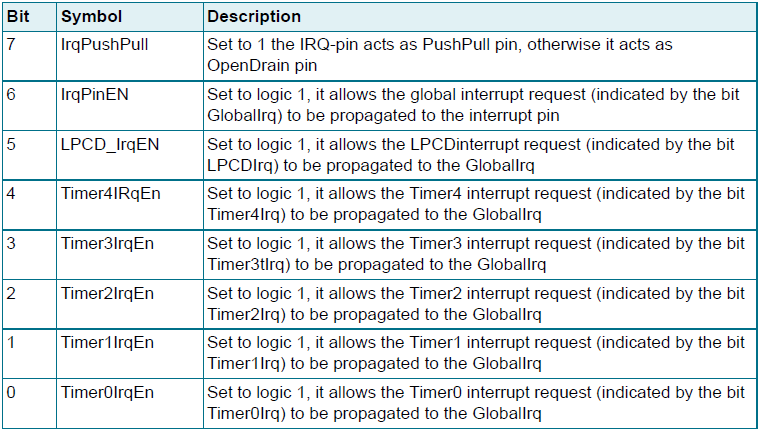 Bit Symbol Description
7 IrqPushPull Set to 1 the IRQ-pin acts as PushPull pin, otherwise it acts as
OpenDrain pin
6 IrqPinEN Set to logic 1, it allows the global interrupt request (indicated by the bit
GlobalIrq) to be propagated to the interrupt pin
5 LPCD_IrqEN Set to logic 1, it allows the LPCDinterrupt request (indicated by the bit
LPCDIrq) to be propagated to the GlobalIrq
4 Timer4IRqEn Set to logic 1, it allows the Timer4 interrupt request (indicated by the bit
Timer4Irq) to be propagated to the GlobalIrq
3 Timer3IrqEn Set to logic 1, it allows the Timer3 interrupt request (indicated by the bit
Timer3tIrq) to be propagated to the GlobalIrq
2 Timer2IrqEn Set to logic 1, it allows the Timer2 interrupt request (indicated by the bit
Timer2Irq) to be propagated to the GlobalIrq
1 Timer1IrqEn Set to logic 1, it allows the Timer1 interrupt request (indicated by the bit
Timer1Irq) to be propagated to the GlobalIrq
0 Timer0IrqEn Set to logic 1, it allows the Timer0 interrupt request (indicated by the bit
Timer0Irq) to be propagated to the GlobalIrq